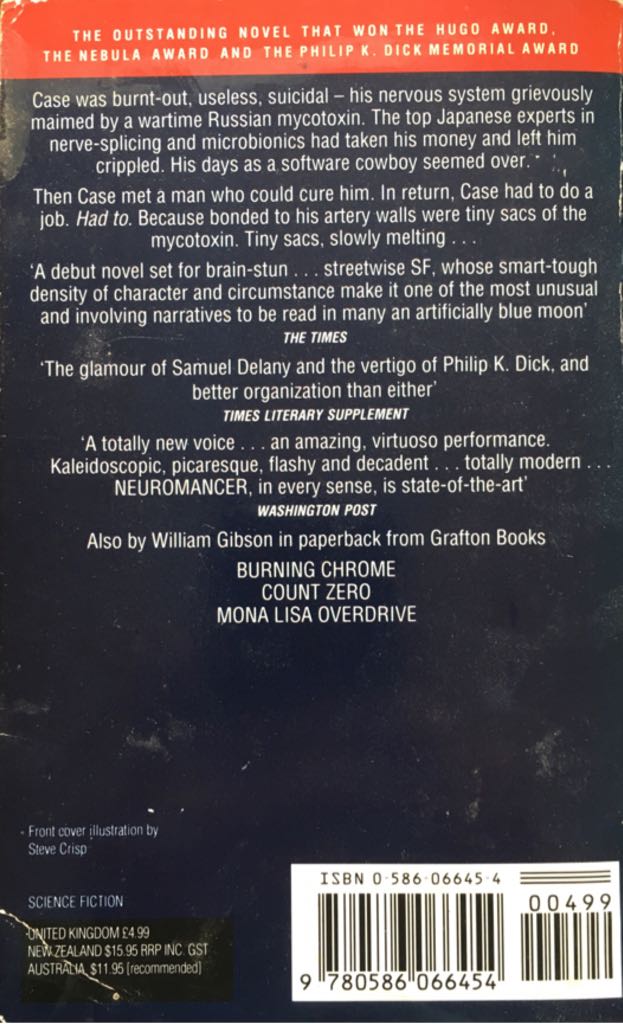 THE OUTSTANDING NOVEL THAT WON THE HUGO AWARD,
THE NEBULA AWARD AND THE PHILIP K. DICK MEMORIAL AWARD
Case was burnt-out, useless, suicidal – his nervous system grievously
maimed by a wartime Russian mycotoxin. The top Japanese experts in
nerve-splicing and microbionics had taken his money and left him
crippled. His days as a software cowboy seemed over.
Then Case met a man who could cure him. In return, Case had to do a
job. Had to. Because bonded to his artery walls were tiny sacs of the
mycotoxin. Tiny sacs, slowly melting . . .
'A debut novel set for brain-stun . . . streetwise SF, whose smart-tough
density of character and circumstance make it one of the most unusual
and involving narratives to be read in many an artificially blue moon'
THE TIMES
'The glamour of Samuel Delany and the vertigo of Philip K. Dick, and
better organization than either'
TIMES LITERARY SUPPLEMENT
'A totally new voice . . . an amazing, virtuoso performance.
Kaleidoscopic, picaresque, flashy and decadent . . . totally modern . . .
NEUROMANCER, in every sense, is state-of-the-art'
WASHINGTON POST
Also by William Gibson in paperback from Grafton Books
BURNING CHROME
COUNT ZERO
MONA LISA OVERDRIVE
Front cover illustration by
Steve Crisp
SCIENCE FICTION
UNITED KINGDOM £4.99
NEW ZEALAND $15.95 RRP INC. GST
AUSTRALIA $11.95 (recommended)
ISBN 0-586-06645-4
00499
9 780586 066454